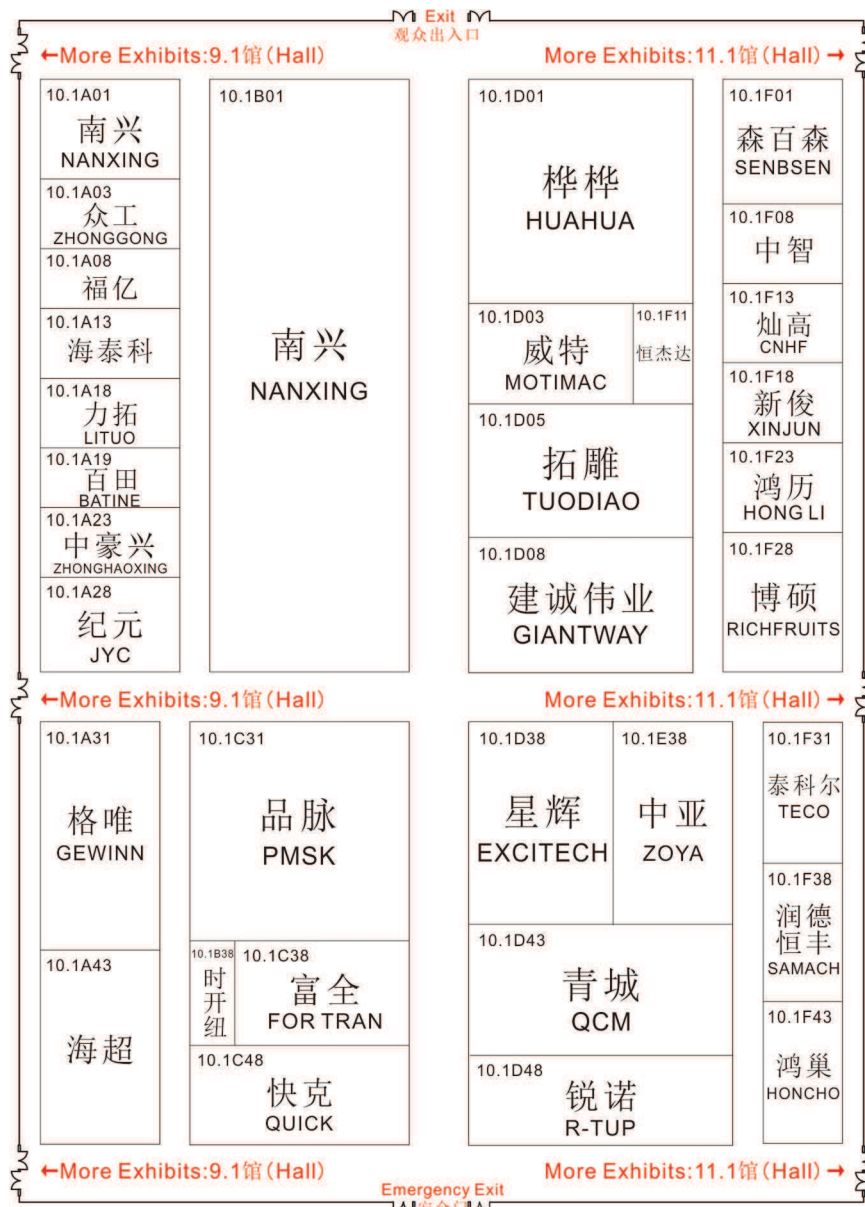 Exit
观众出入口
←More Exhibits:9.1馆(Hall)
More Exhibits:11.1馆(Hall)→
10.1A01
南兴
NANXING
10.1A03
众工
ZHONGGONG
10.1A08
福亿
10.1A13
海泰科
10.1A18
力拓
LITUO
10.1A19
百田
BATINE
10.1A23
中豪兴
ZHONGHAOXING
10.1A28
纪元
JYC
10.1B01
南兴
NANXING
10.1D01
桦桦
HUAHUA
10.1D03
威特
MOTIMAC
10.1F11
恒杰达
10.1D05
拓雕
TUODIAO
10.1D08
建诚伟业
GIANTWAY
10.1F01
森百森
SENBSEN
10.1F08
中智
10.1F13
灿高
CNHF
10.1F18
新俊
XINJUN
10.1F23
鸿历
HONG LI
10.1F28
博硕
RICHFRUITS
←More Exhibits:9.1馆(Hall)
More Exhibits:11.1馆(Hall)→
10.1A31
格唯
GEWINN
10.1A43
海超
10.1C31
品脉
PMSK
10.1B38
时
开
纽
10.1C38
富全
FOR TRAN
10.1C48
快克
QUICK
10.1D38
星辉
EXCITECH
10.1E38
中亚
ZOYA
10.1D43
青城
QCM
10.1D48
锐诺
R-TUP
10.1F31
泰科尔
TECO
10.1F38
润德
恒丰
SAMACH
10.1F43
鸿巢
HONCHO
←More Exhibits:9.1馆(Hall)
More Exhibits:11.1馆(Hall)→
Emergency Exit
安全门